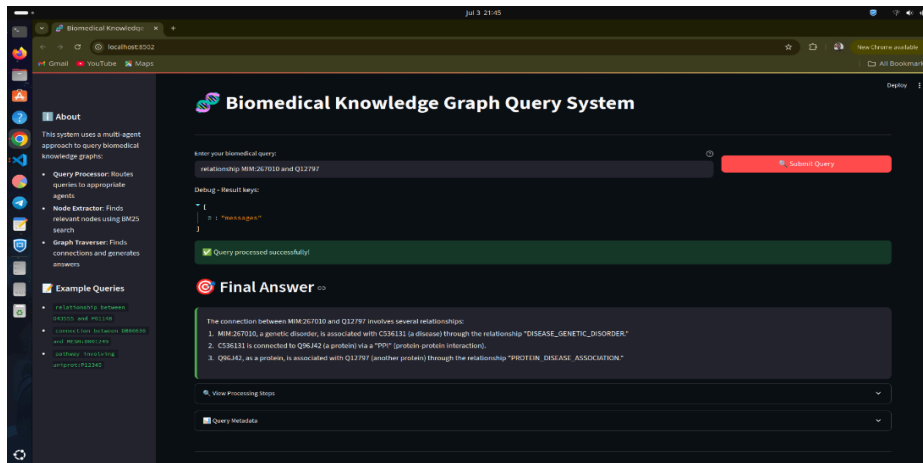 Jul 3 21:45
Biomedical Knowledge
localhost:8502
New Chrome available
Gmail YouTube Maps
All Bookmark
Deploy
About
This system uses a multi-agent
approach to query biomedical
knowledge graphs:
Query Processor: Routes
queries to appropriate
agents
Node Extractor: Finds
relevant nodes using BM25
search
Graph Traverser: Finds
connections and generates
answers
Example Queries
relationship between
and
connection between
and
pathway involving
uniprot:P12345
Biomedical Knowledge Graph Query System
Enter your biomedical query:
relationship MIM:267010 and Q12797
Submit Query
Debug - Result keys:
[
0 : "messages"
]
Query processed successfully!
Final Answer
The connection between MIM:267010 and Q12797 involves several relationships:
1. MIM:267010, a genetic disorder, is associated with C536131 (a disease) through the relationship "DISEASE_GENETIC_DISORDER."
2. C536131 is connected to Q96J42 (a protein) via a "PPI" (protein-protein interaction).
3. Q96J42, as a protein, is associated with Q12797 (another protein) through the relationship "PROTEIN_DISEASE_ASSOCIATION."
View Processing Steps
Query Metadata